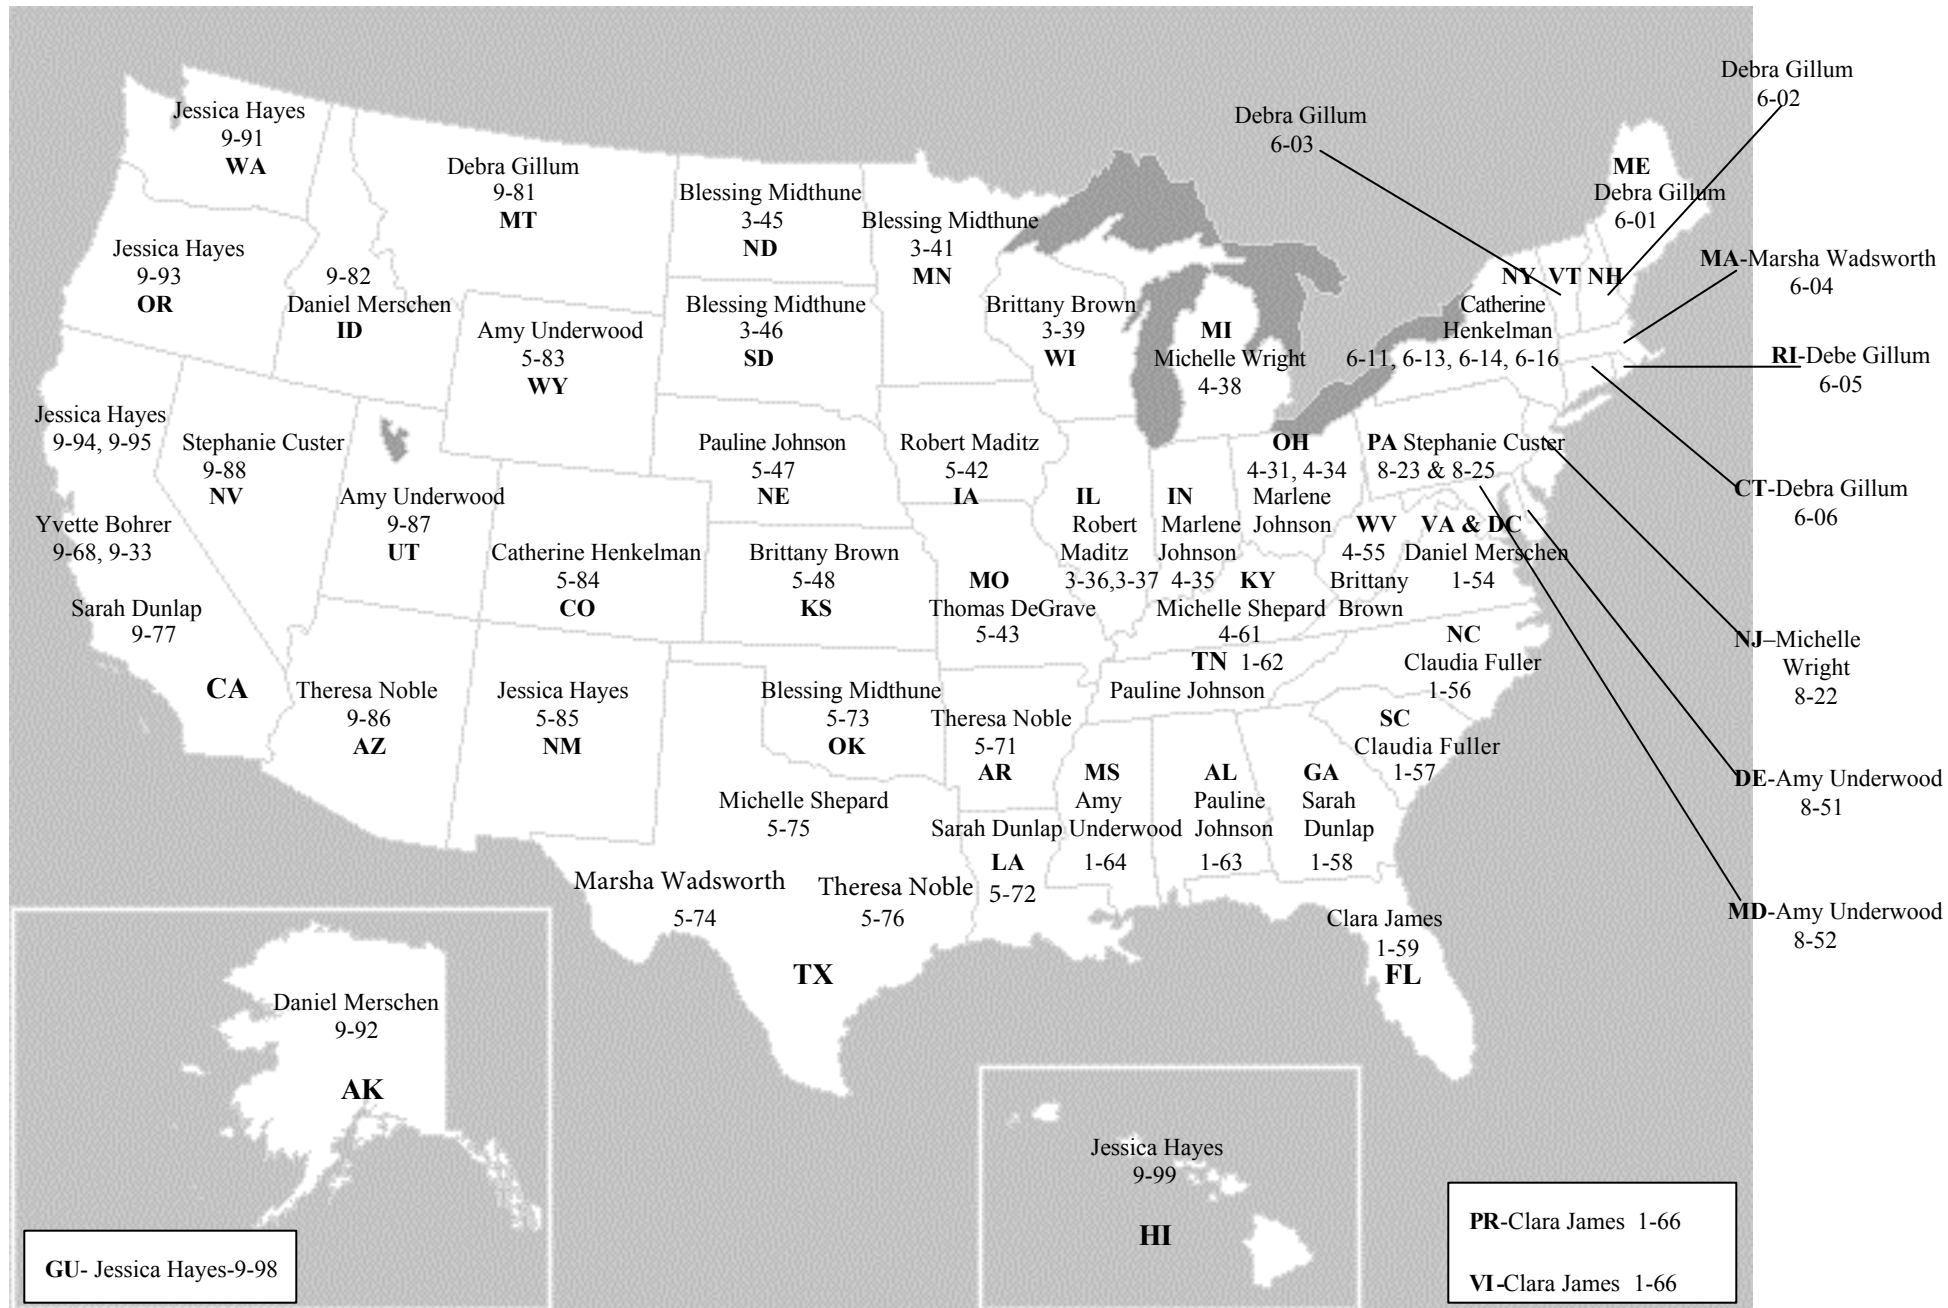 Jessica Hayes
9-91
WA
Debra Gillum
9-81
MT
Blessing Midthune
3-45
ND
Blessing Midthune
3-41
MN
Debra Gillum
6-03
Debra Gillum
6-02
ME
Debra Gillum
6-01
Jessica Hayes
9-93
OR
9-82
Daniel Merschen
ID
Amy Underwood
5-83
WY
Blessing Midthune
3-46
SD
Brittany Brown
3-39
WI
MI
Michelle Wright
4-38
NY VT NH
Catherine
Henkelman
6-11, 6-13, 6-14, 6-16
MA-Marsha Wadsworth
6-04
RI-Debe Gillum
6-05
Jessica Hayes
9-94, 9-95
Yvette Bohrer
9-68, 9-33
Sarah Dunlap
9-77
CA
Stephanie Custer
9-88
NV
Amy Underwood
9-87
UT
Catherine Henkelman
5-84
CO
Pauline Johnson
5-47
NE
Brittany Brown
5-48
KS
Robert Maditz
5-42
IA
MO
Thomas DeGrave
5-43
IL
Robert
Maditz
3-36,3-37
IN
Marlene
Johnson
4-35
OH
4-31, 4-34
Marlene
Johnson
PA Stephanie Custer
8-23 & 8-25
WV
4-55
Brittany
Brown
VA & DC
Daniel Merschen
1-54
KY
Michelle Shepard
4-61
CT-Debra Gillum
6-06
NJ–Michelle
Wright
8-22
TN 1-62
Pauline Johnson
NC
Claudia Fuller
1-56
SC
Claudia Fuller
1-57
Theresa Noble
9-86
AZ
Jessica Hayes
5-85
NM
Blessing Midthune
5-73
OK
Theresa Noble
5-71
AR
MS
Amy
Underwood
1-64
AL
Pauline
Johnson
1-63
GA
Sarah
Dunlap
1-58
DE-Amy Underwood
8-51
MD-Amy Underwood
8-52
Michelle Shepard
5-75
Marsha Wadsworth
5-74
Theresa Noble
5-76
TX
Sarah Dunlap
LA
5-72
Clara James
1-59
FL
Daniel Merschen
9-92
AK
Jessica Hayes
9-99
HI
GU- Jessica Hayes-9-98
PR-Clara James 1-66
VI-Clara James 1-66